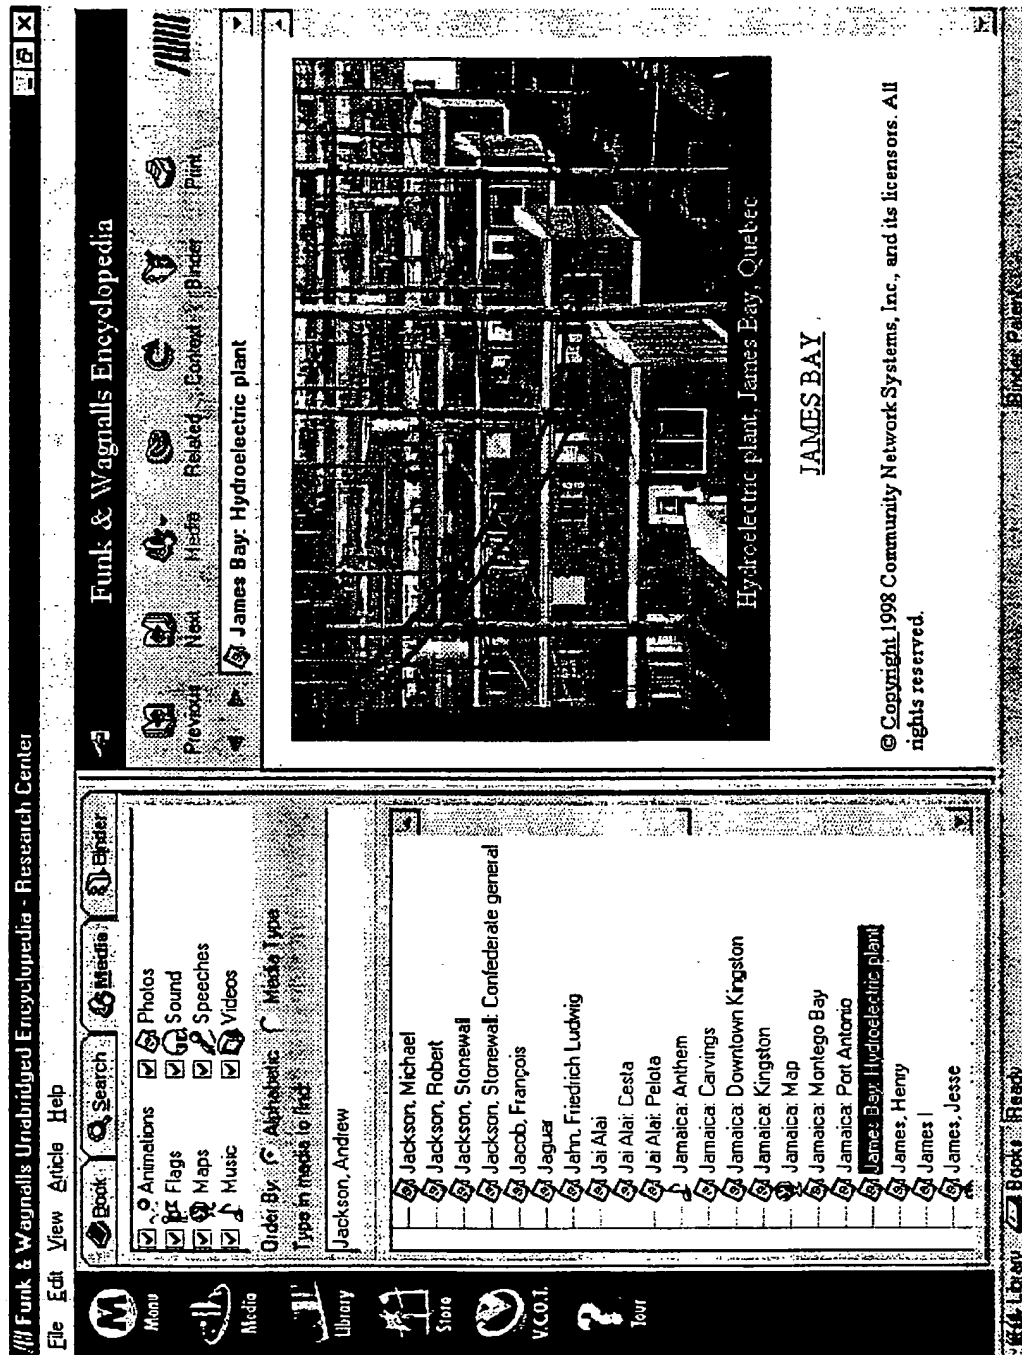 Funk & Wagnalls Unabridged Encyclopedia - Research Center
File Edit View Article Help
Menu
Media
Library
Store
V.C.O.T.
Tour
Book Search Media Binder
Animations Photos
Flags Sound
Maps Speeches
Music Videos
Order By Alphabetic Media Type
Type in media to find:
Jackson, Andrew
Jackson, Michael
Jackson, Robert
Jackson, Stonewall
Jackson, Stonewall: Confederate general
Jacob, François
Jaguar
Jahn, Friedrich Ludwig
Jai Alai
Jai Alai: Cesta
Jai Alai: Pelota
Jamaica: Anthem
Jamaica: Carvings
Jamaica: Downtown Kingston
Jamaica: Kingston
Jamaica: Map
Jamaica: Montego Bay
Jamaica: Port Antonio
James Bay: Hydroelectric plant
James, Henry
James I
James, Jesse
Funk & Wagnalls Encyclopedia
Previous Next Media Related Context Binder Print
James Bay: Hydroelectric plant
Hydroelectric plant, James Bay, Quebec
JAMES BAY
© Copyright 1998 Community Network Systems, Inc., and its licensors. All
rights reserved.
Books Ready